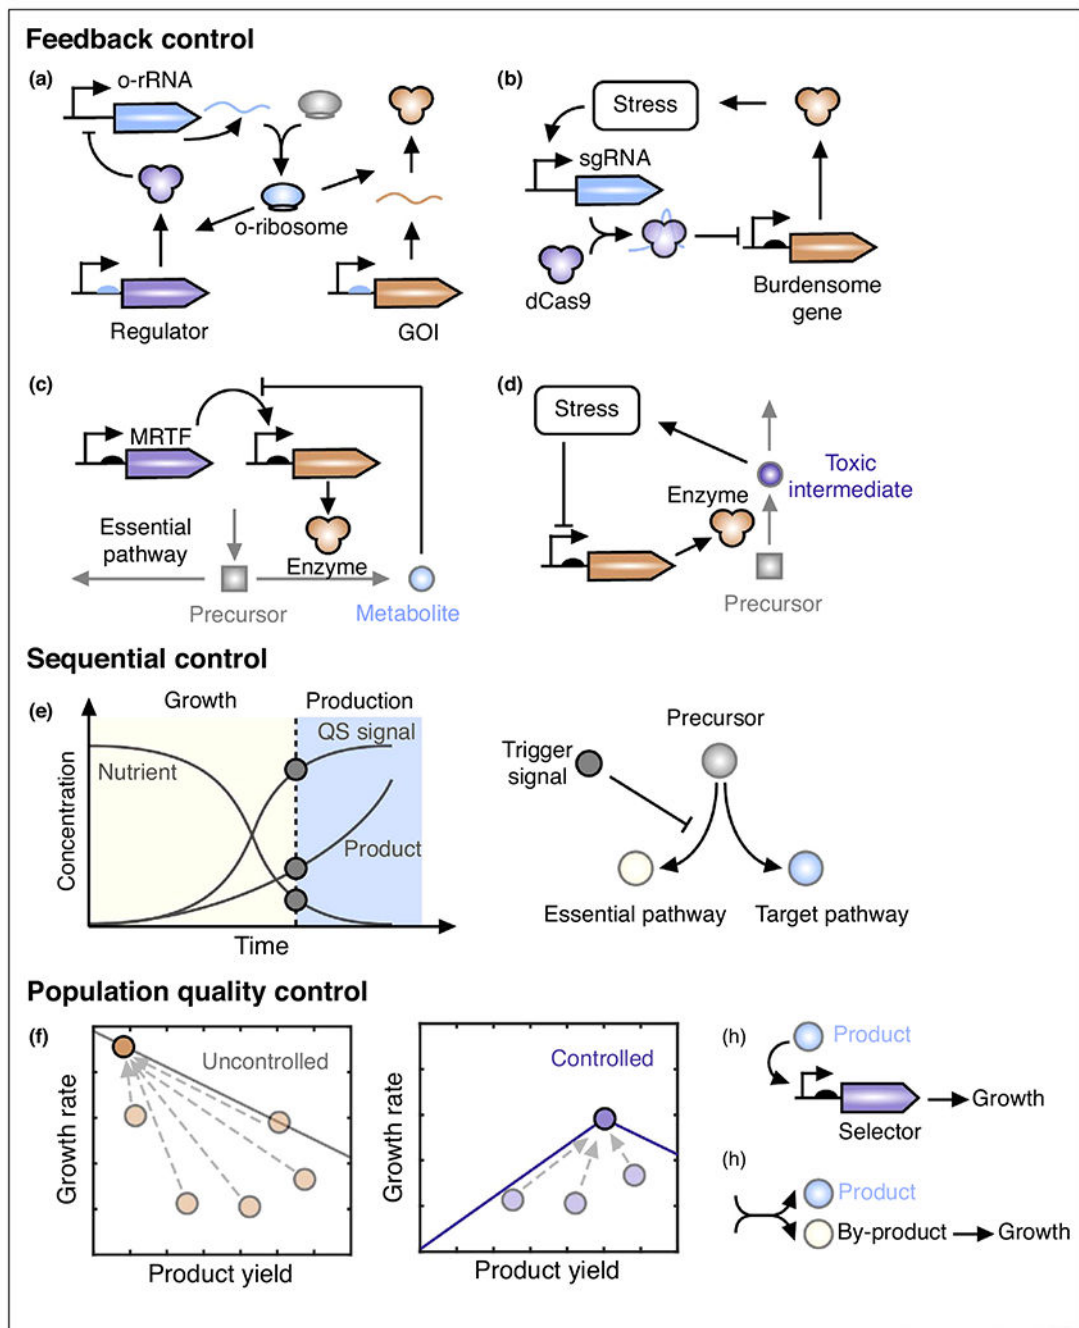 Feedback control
(a)
o-rRNA
o-ribosome
Regulator
GOI
(b)
Stress
sgRNA
dCas9
Burdensome
gene
(c)
MRTF
Essential
pathway
Enzyme
Precursor
Metabolite
(d)
Stress
Toxic
intermediate
Enzyme
Precursor
Sequential control
(e)
Growth
Production
QS signal
Nutrient
Product
Concentration
Time
Precursor
Trigger
signal
Essential pathway
Target pathway
Population quality control
(f)
Uncontrolled
Growth rate
Product yield
Controlled
Growth rate
Product yield
(h)
Product
Growth
Selector
(h)
Product
By-product
Growth